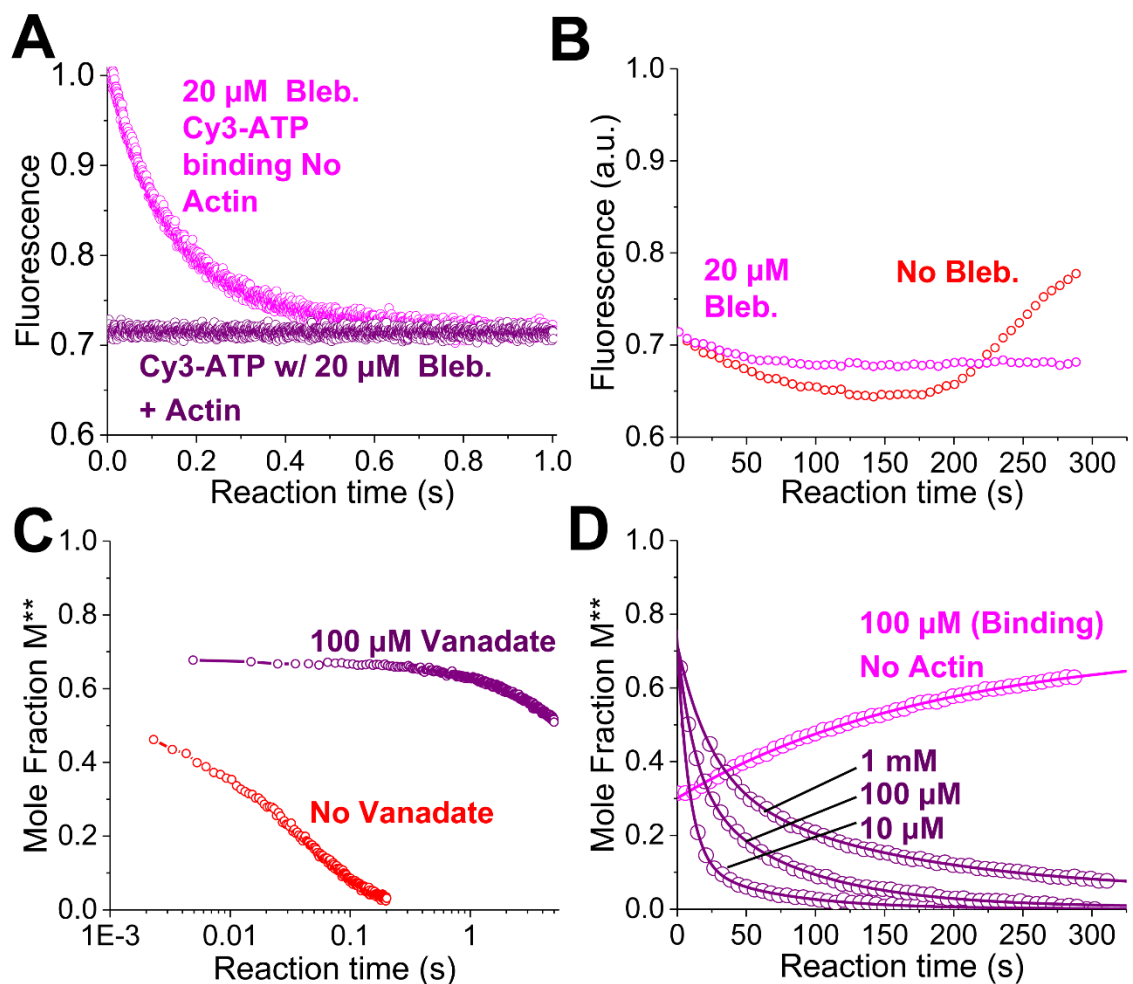 A
1.0
0.9
0.8
0.7
0.6
Fluorescence
20 µM Bleb.
Cy3-ATP
binding No
Actin
Cy3-ATP w/ 20 µM Bleb.
+ Actin
0.0 0.2 0.4 0.6 0.8 1.0
Reaction time (s)
B
1.0
0.9
0.8
0.7
0.6
Fluorescence (a.u.)
20 µM
Bleb.
No Bleb.
0 50 100 150 200 250 300
Reaction time (s)
C
1.0
0.8
0.6
0.4
0.2
0.0
Mole Fraction M**
100 µM Vanadate
No Vanadate
1E-3 0.01 0.1 1
Reaction time (s)
D
1.0
0.8
0.6
0.4
0.2
0.0
Mole Fraction M**
100 µM (Binding)
No Actin
1 mM
100 µM
10 µM
0 50 100 150 200 250 300
Reaction time (s)